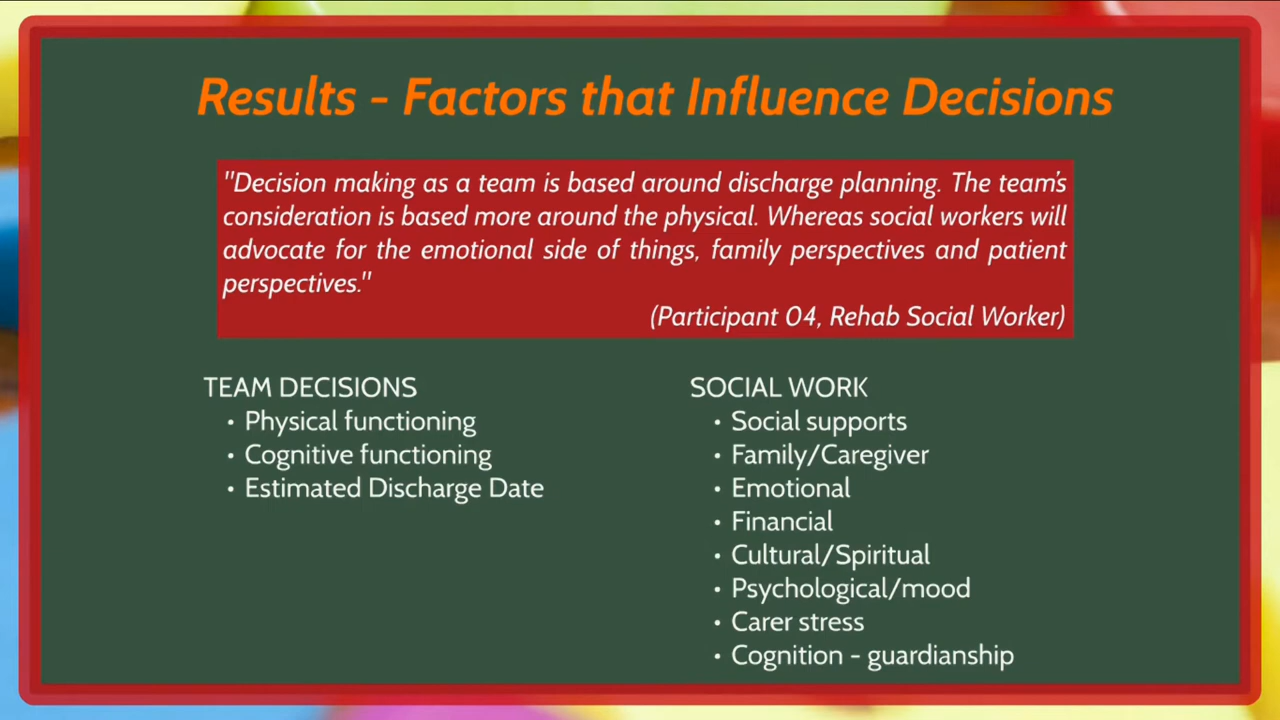 Results - Factors that Influence Decisions
"Decision making as a team is based around discharge planning. The team's
consideration is based more around the physical. Whereas social workers will
advocate for the emotional side of things, family perspectives and patient
perspectives."
(Participant 04, Rehab Social Worker)
TEAM DECISIONS
• Physical functioning
• Cognitive functioning
• Estimated Discharge Date
SOCIAL WORK
• Social supports
• Family/Caregiver
• Emotional
• Financial
• Cultural/Spiritual
• Psychological/mood
• Carer stress
• Cognition - guardianship